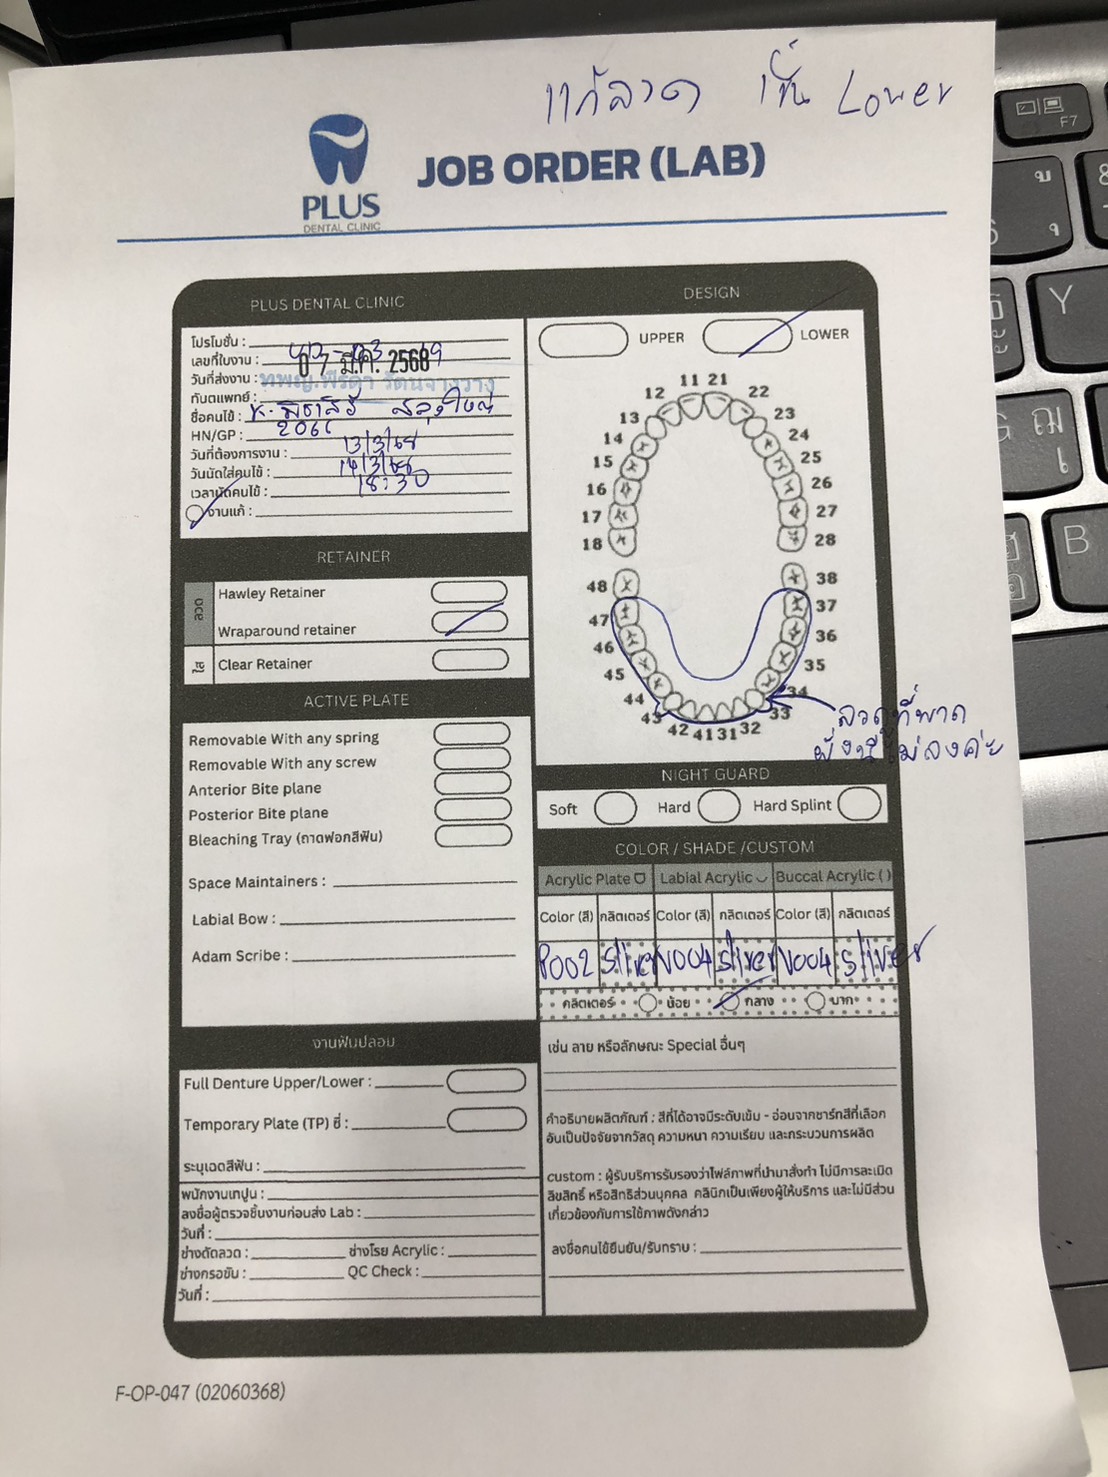 แก้ลวด ชิ้น Lower
PLUS
DENTAL CLINIC
JOB ORDER (LAB)
PLUS DENTAL CLINIC
โปรโมชั่น :
เลขที่ใบงาน :
วันที่ส่งงาน : 07 มี.ค. 2568
ทันตแพทย์ : ทพญ.พีรดา
ชื่อคนไข้ : K.
HN/GP : 206
วันที่ต้องการงาน : 13/3/68
วันนัดใส่คนไข้ : 14/3/68
เวลานัดคนไข้ : 18:30
งานแก้ :
RETAINER
ลวด
Hawley Retainer
Wraparound retainer
ใส
Clear Retainer
ACTIVE PLATE
Removable With any spring
Removable With any screw
Anterior Bite plane
Posterior Bite plane
Bleaching Tray (ถาดฟอกสีฟัน)
Space Maintainers :
Labial Bow :
Adam Scribe :
งานฟันปลอม
Full Denture Upper/Lower :
Temporary Plate (TP) ซี่ :
ระบุเฉดสีฟัน :
พนักงานเทปูน :
ลงชื่อผู้ตรวจชิ้นงานก่อนส่ง Lab :
วันที่ :
ช่างดัดลวด : ช่างโรย Acrylic :
ช่างกรอขัน : QC Check :
วันที่ :
DESIGN
UPPER LOWER
11 21
12 22
13 23
14 24
15 25
16 26
17 27
18 28
48 38
47 37
46 36
45 35
44 34
43 33
42 41 31 32
ลวดที่พาด
ฝั่งนี้ไม่ลงค่ะ
NIGHT GUARD
Soft Hard Hard Splint
COLOR / SHADE /CUSTOM
Acrylic Plate Labial Acrylic Buccal Acrylic ( )
Color (สี) กลิตเตอร์ Color (สี) กลิตเตอร์ Color (สี) กลิตเตอร์
P002 Sliver N004 Sliver N004 Sliver
กลิตเตอร์ น้อย กลาง มาก
เช่น ลาย หรือลักษณะ Special อื่นๆ
คำอธิบายผลิตภัณฑ์ : สีที่ได้อาจมีระดับเข้ม - อ่อนจากชาร์ทสีที่เลือก
อันเป็นปัจจัยจากวัสดุ ความหนา ความเรียบ และกระบวนการผลิต
custom : ผู้รับบริการรับรองว่าไฟล์ภาพที่นำมาสั่งทำ ไม่มีการละเมิด
ลิขสิทธิ์ หรือสิทธิส่วนบุคคล คลินิกเป็นเพียงผู้ให้บริการ และไม่มีส่วน
เกี่ยวข้องกับการใช้ภาพดังกล่าว
ลงชื่อคนไข้ยืนยัน/รับทราบ :
F-OP-047 (02060368)
F7
Y
B